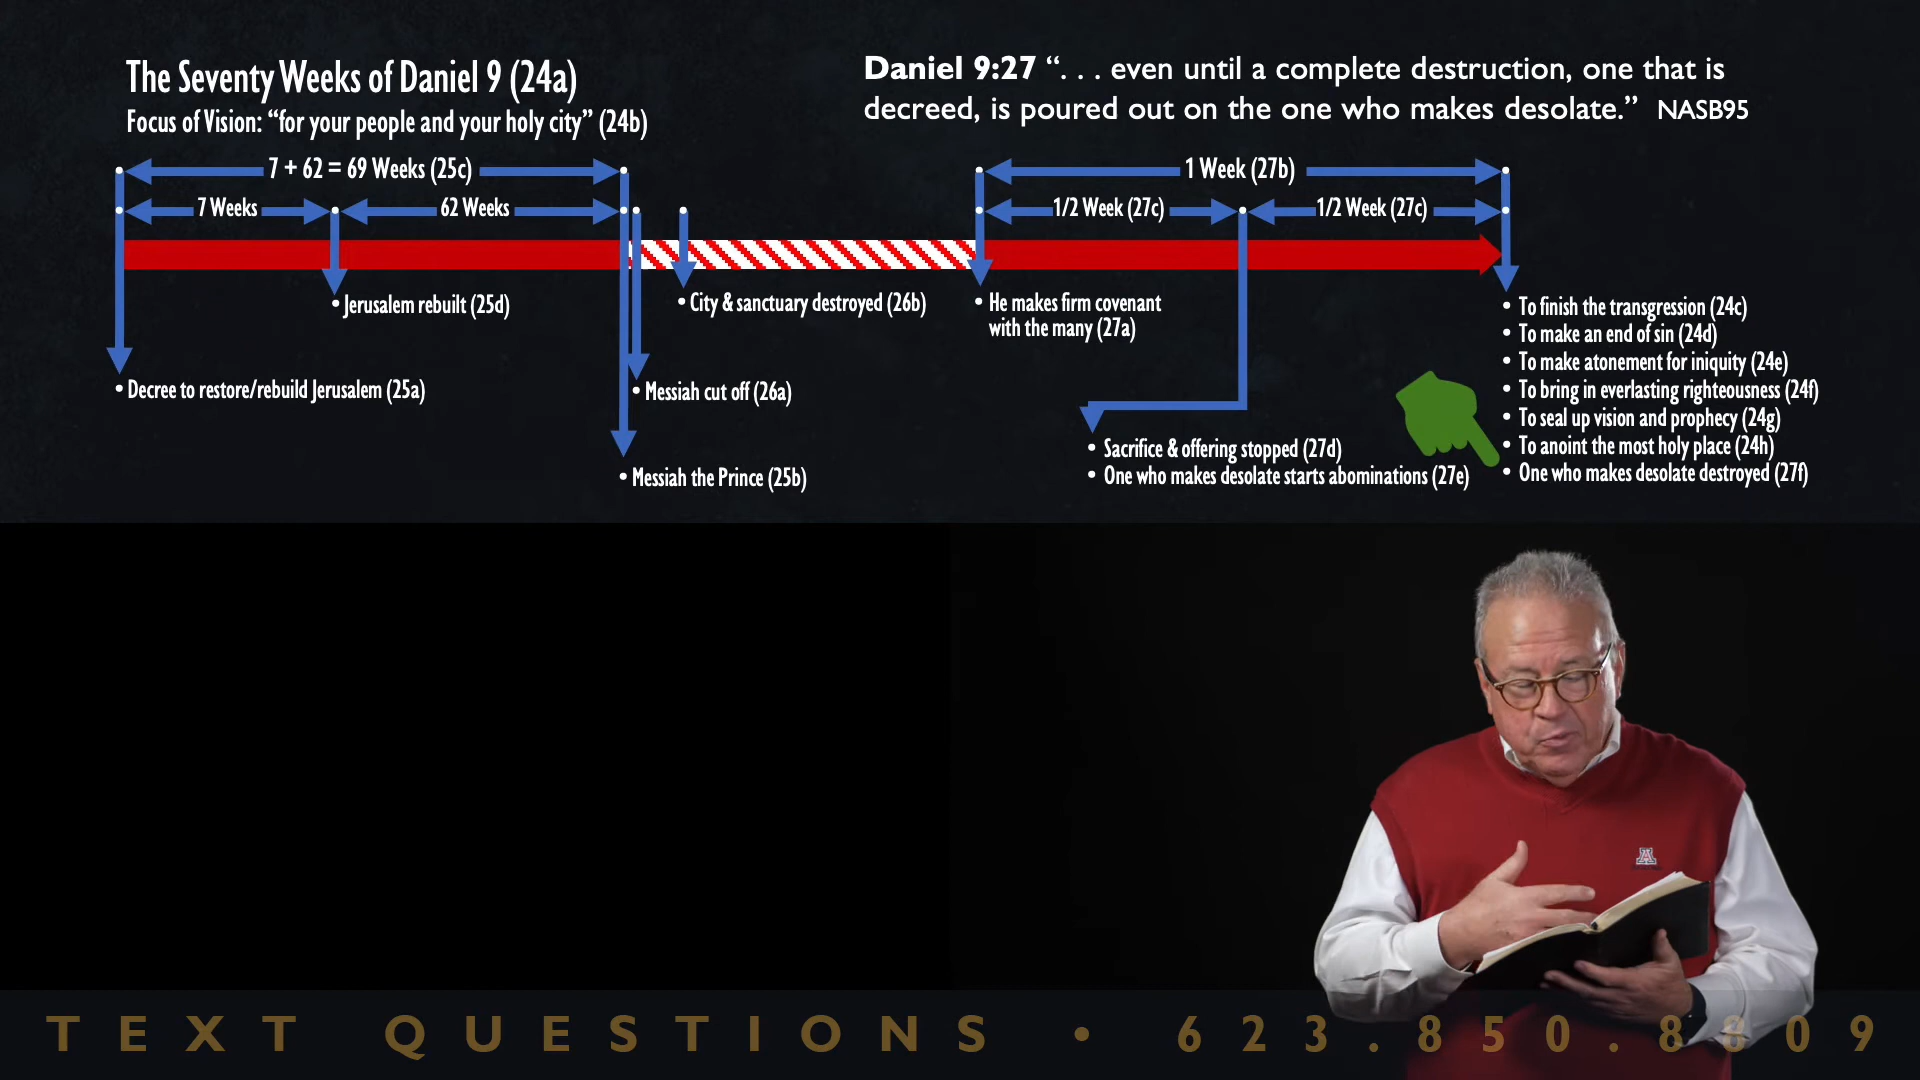 The Seventy Weeks of Daniel 9 (24a)
Focus of Vision: “for your people and your holy city” (24b)
Daniel 9:27 “. . . even until a complete destruction, one that is
decreed, is poured out on the one who makes desolate.” NASB95
7 + 62 = 69 Weeks (25c)
1 Week (27b)
7 Weeks
62 Weeks
1/2 Week (27c)
1/2 Week (27c)
• Jerusalem rebuilt (25d)
• City & sanctuary destroyed (26b)
• He makes firm covenant
with the many (27a)
• Decree to restore/rebuild Jerusalem (25a)
• Messiah cut off (26a)
• Messiah the Prince (25b)
• Sacrifice & offering stopped (27d)
• One who makes desolate starts abominations (27e)
• To finish the transgression (24c)
• To make an end of sin (24d)
• To make atonement for iniquity (24e)
• To bring in everlasting righteousness (24f)
• To seal up vision and prophecy (24g)
• To anoint the most holy place (24h)
• One who makes desolate destroyed (27f)
A
TEXT QUESTIONS • 623.850.8809